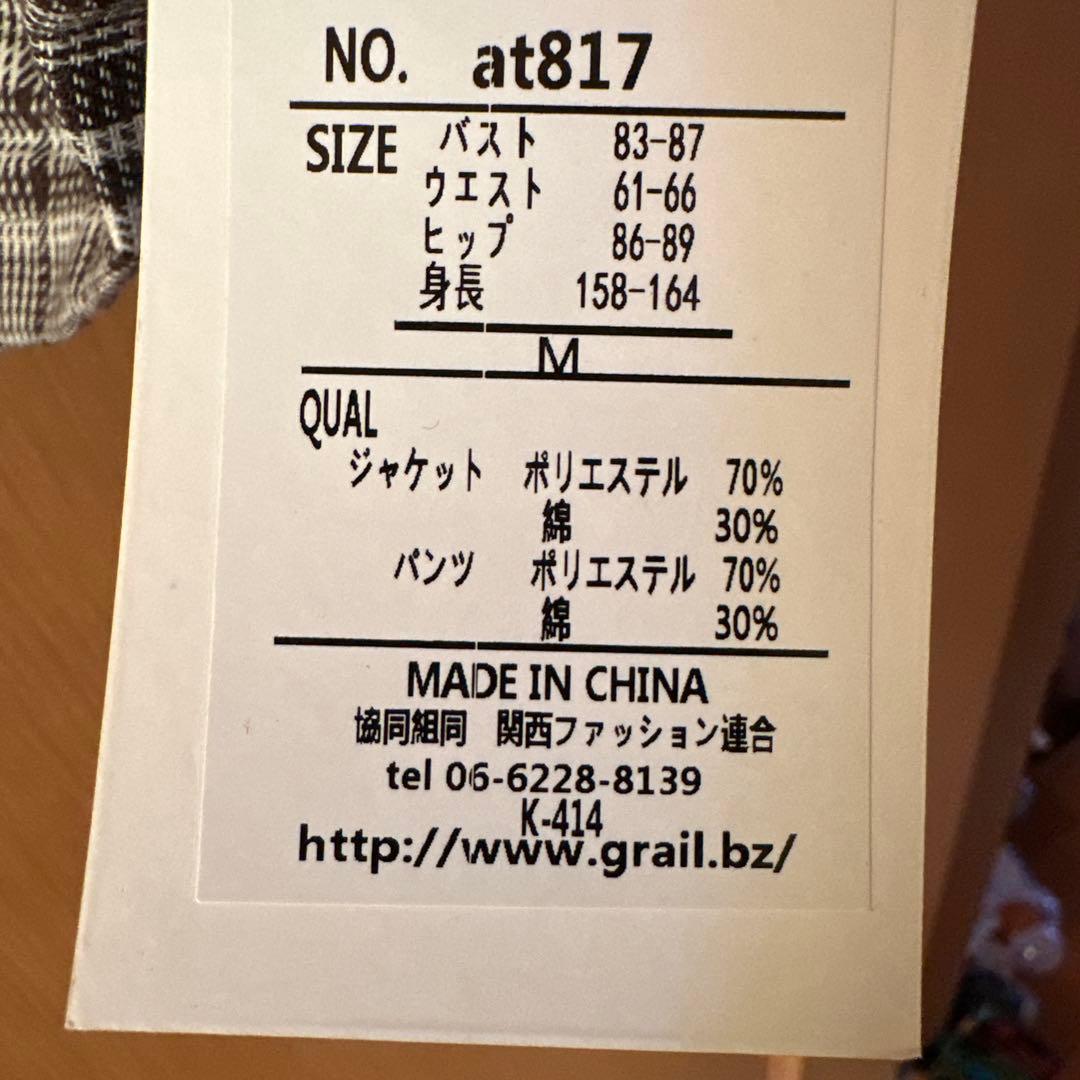 NO. at817
SIZE バスト 83-87
ウエスト 61-66
ヒップ 86-89
身長 158-164
M
QUAL
ジャケット ポリエステル 70%
綿 30%
パンツ ポリエステル 70%
綿 30%
MADE IN CHINA
協同組同 関西ファッション連合
tel 06-6228-8139
K-414
http://www.grail.bz/